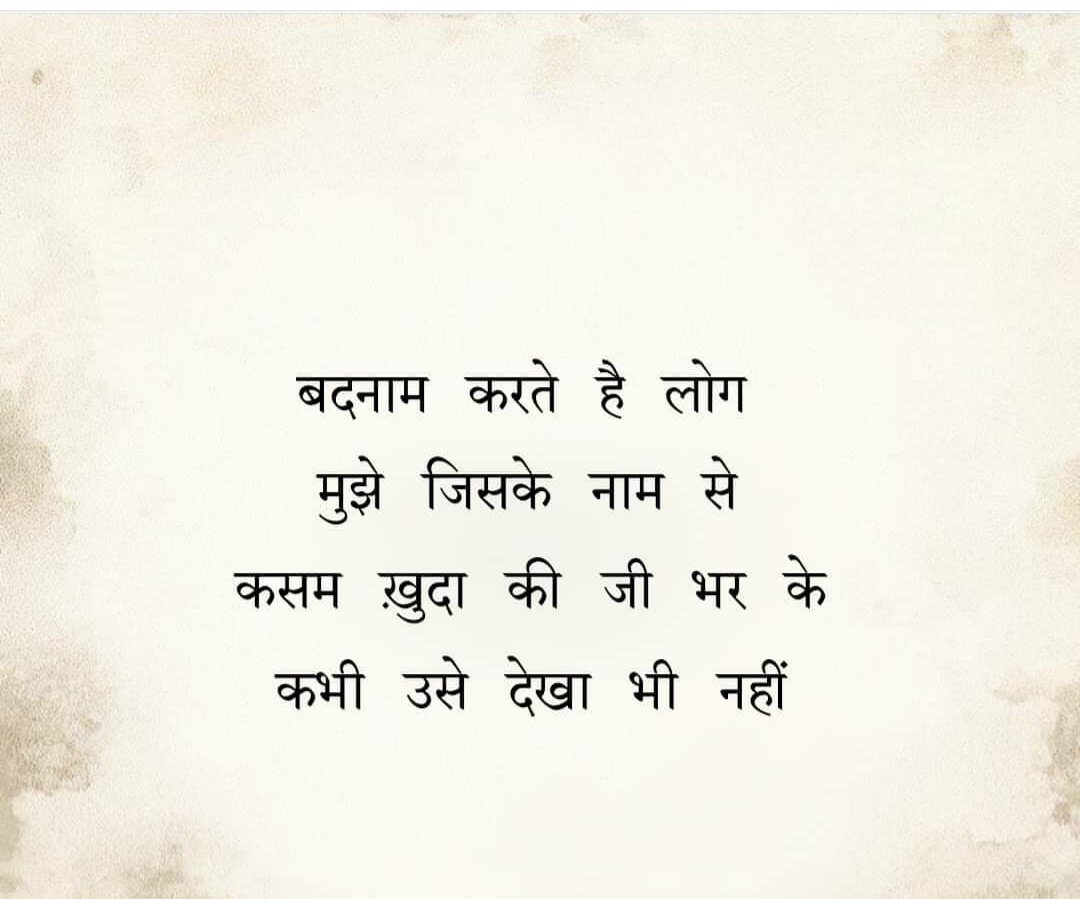 बदनाम करते है लोग
मुझे जिसके नाम से
कसम ख़ुदा की जी भर के
कभी उसे देखा भी नहीं